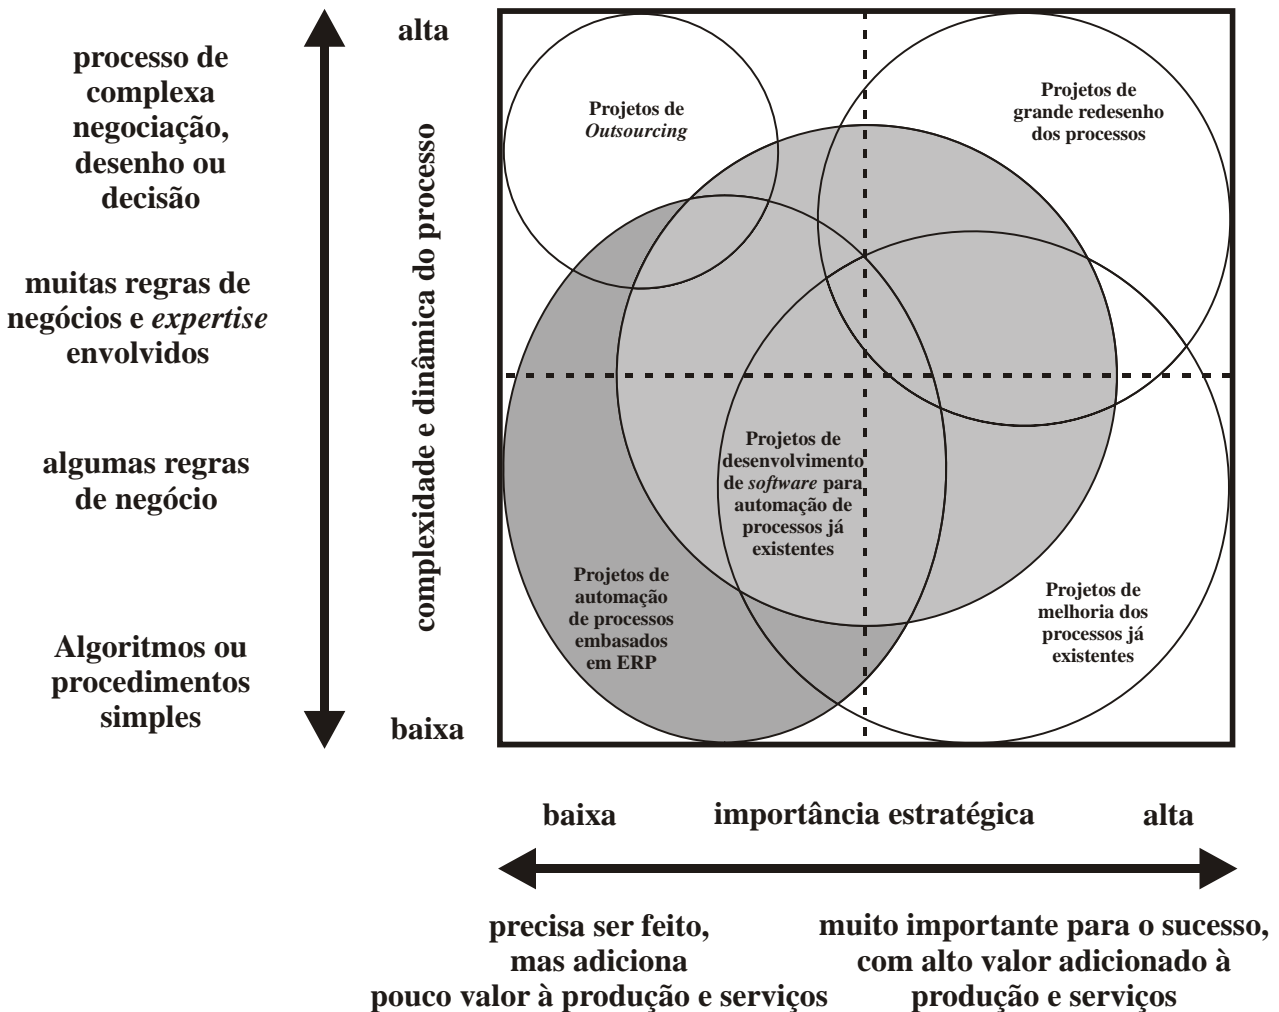 processo de
complexa
negociação,
desenho ou
decisão
muitas regras de
negócios e expertise
envolvidos
algumas regras
de negócio
Algoritmos ou
procedimentos
simples
alta
complexidade e dinâmica do processo
baixa
Projetos de
Outsourcing
Projetos de
grande redesenho
dos processos
Projetos de
desenvolvimento
de software para
automação de
processos já
existentes
Projetos de
automação
de processos
embasados
em ERP
Projetos de
melhoria dos
processos já
existentes
baixa
importância estratégica
alta
precisa ser feito,
mas adiciona
pouco valor à produção e serviços
muito importante para o sucesso,
com alto valor adicionado à
produção e serviços